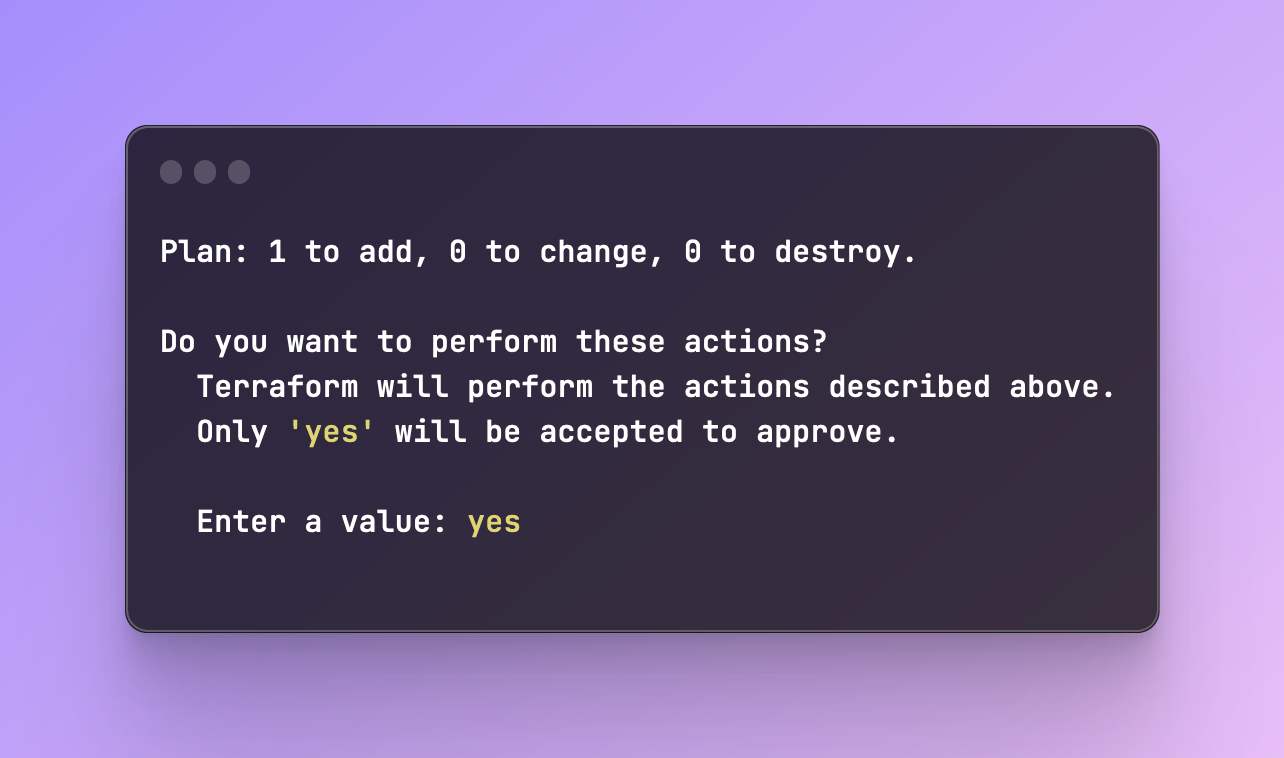 Plan: 1 to add, 0 to change, 0 to destroy.
Do you want to perform these actions?
Terraform will perform the actions described above.
Only 'yes' will be accepted to approve.
Enter a value: yes